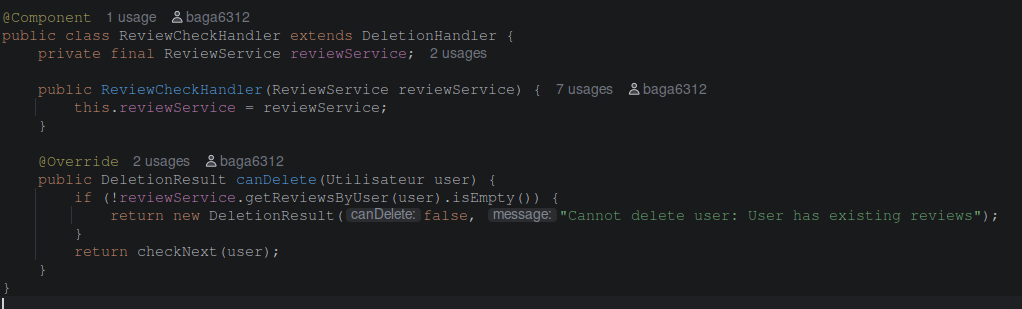 @Component 1 usage baga6312
public class ReviewCheckHandler extends DeletionHandler {
private final ReviewService reviewService; 2 usages
public ReviewCheckHandler(ReviewService reviewService) { 7 usages baga6312
this.reviewService = reviewService;
}
@Override 2 usages baga6312
public DeletionResult canDelete(Utilisateur user) {
if (!reviewService.getReviewsByUser(user).isEmpty()) {
return new DeletionResult( canDelete: false, message: "Cannot delete user: User has existing reviews");
}
return checkNext(user);
}
}